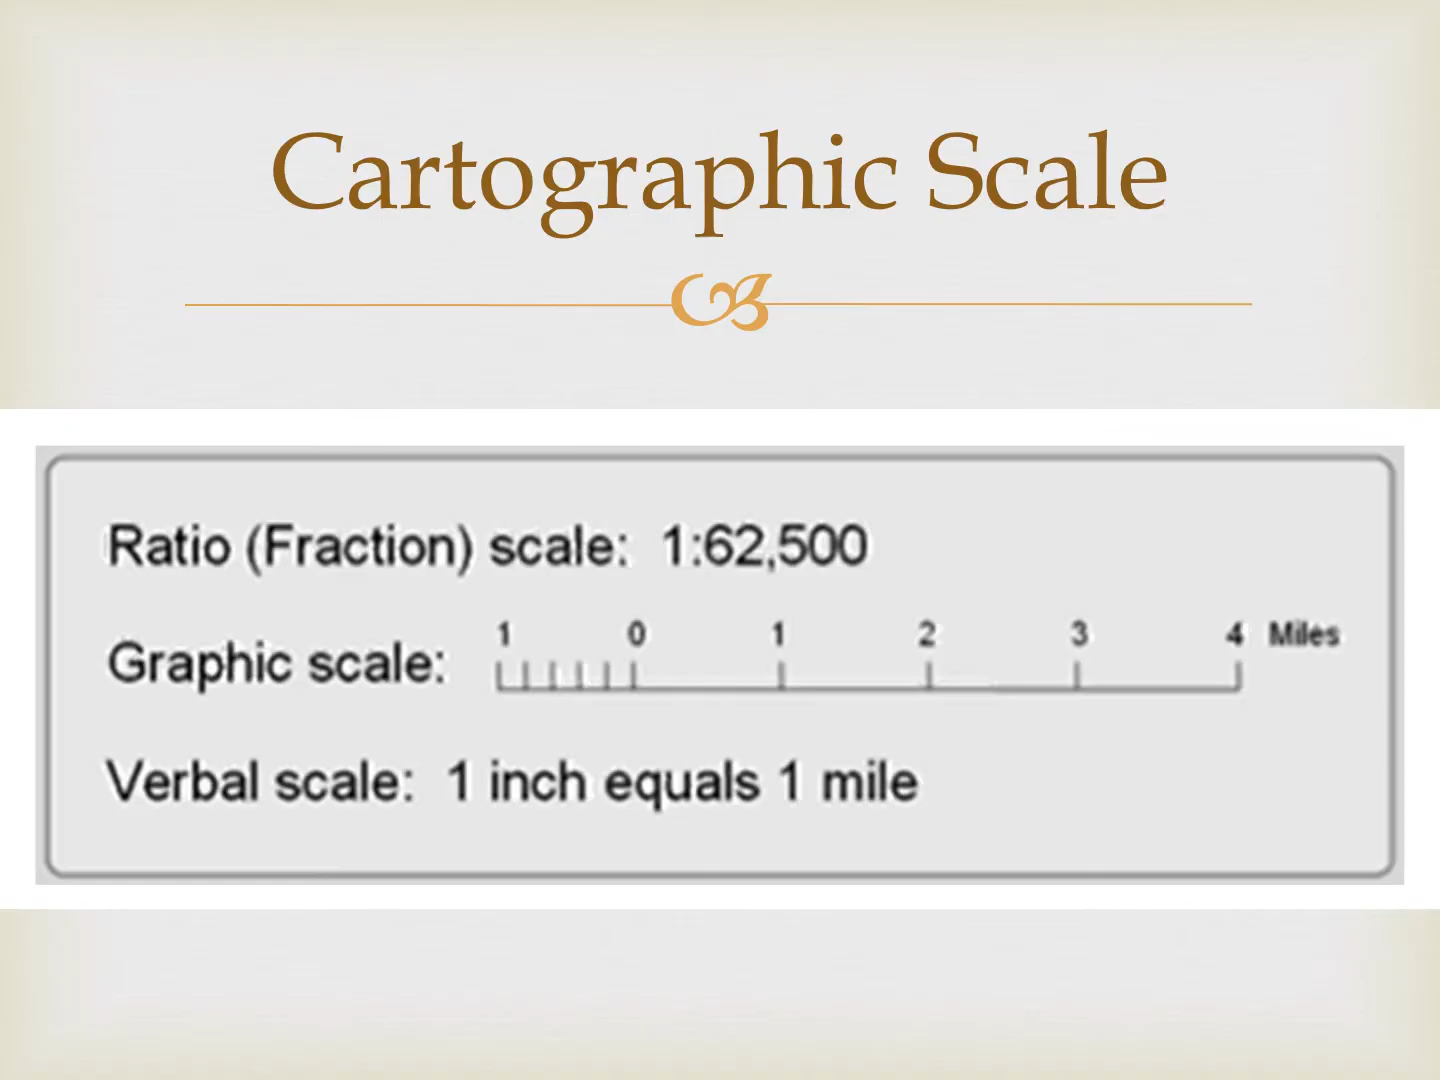 Cartographic Scale
Ratio (Fraction) scale: 1:62,500
Graphic scale: 1 0 1 2 3 4 Miles
Verbal scale: 1 inch equals 1 mile